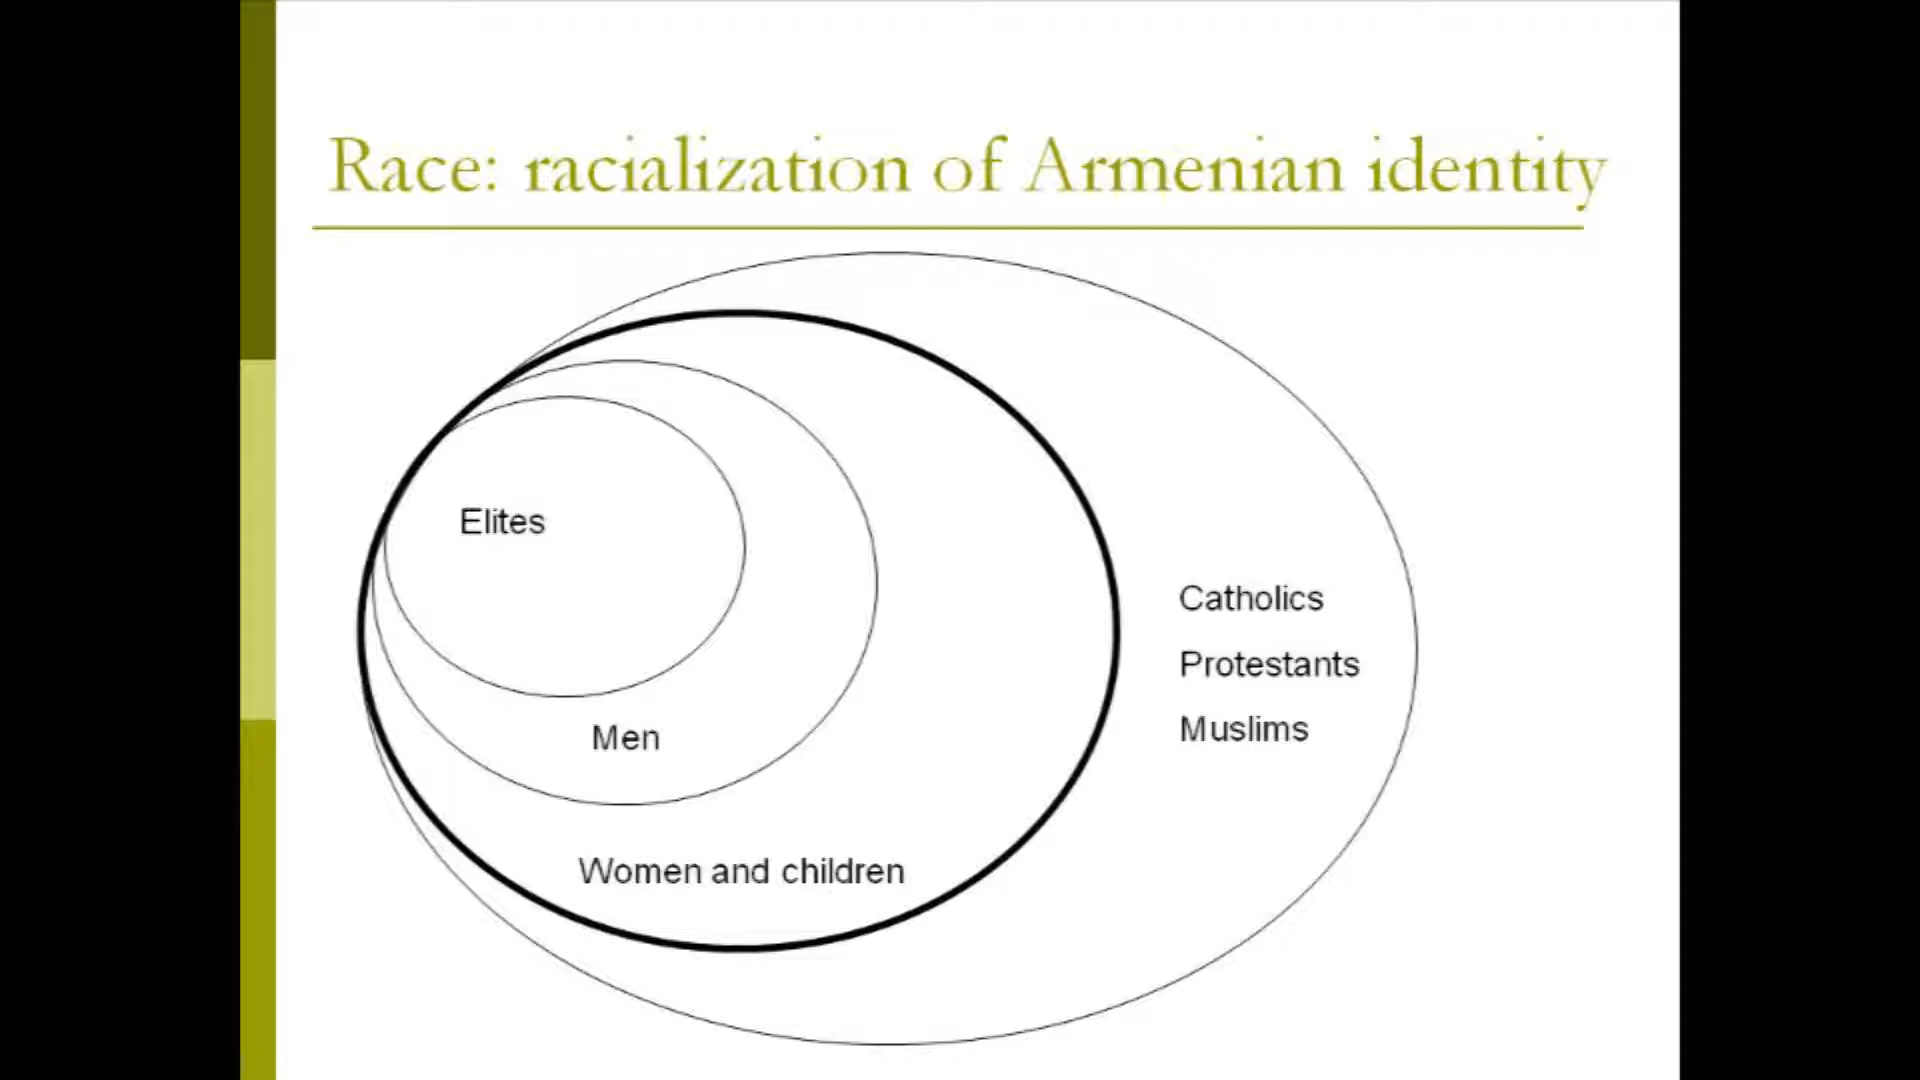 Race: racialization of Armenian identity
Elites
Men
Women and children
Catholics
Protestants
Muslims